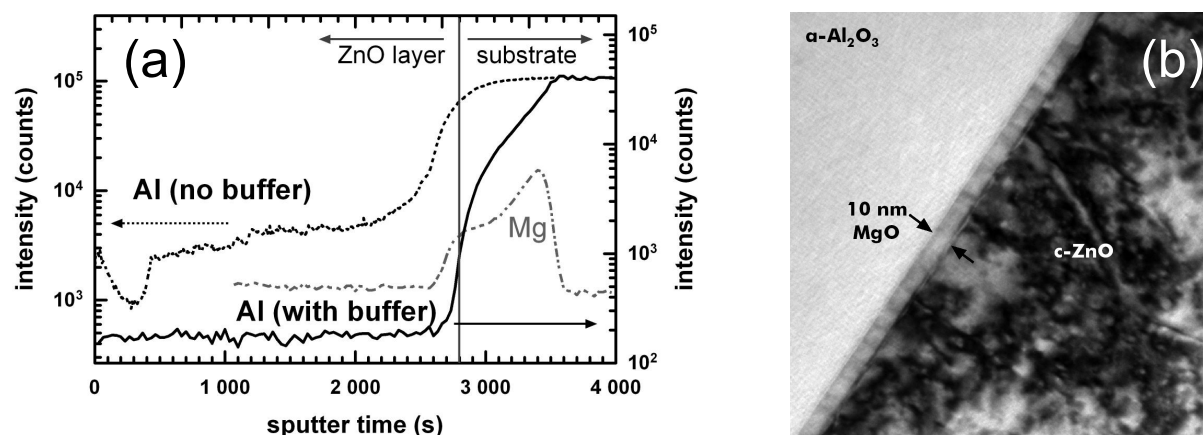 (a)
ZnO layer
substrate
Al (no buffer)
Mg
Al (with buffer)
intensity (counts)
10⁵
10⁴
10³
10⁵
10⁴
10³
10²
intensity (counts)
0
1 000
2 000
3 000
4 000
sputter time (s)
(b)
a-Al₂O₃
10 nm
MgO
c-ZnO